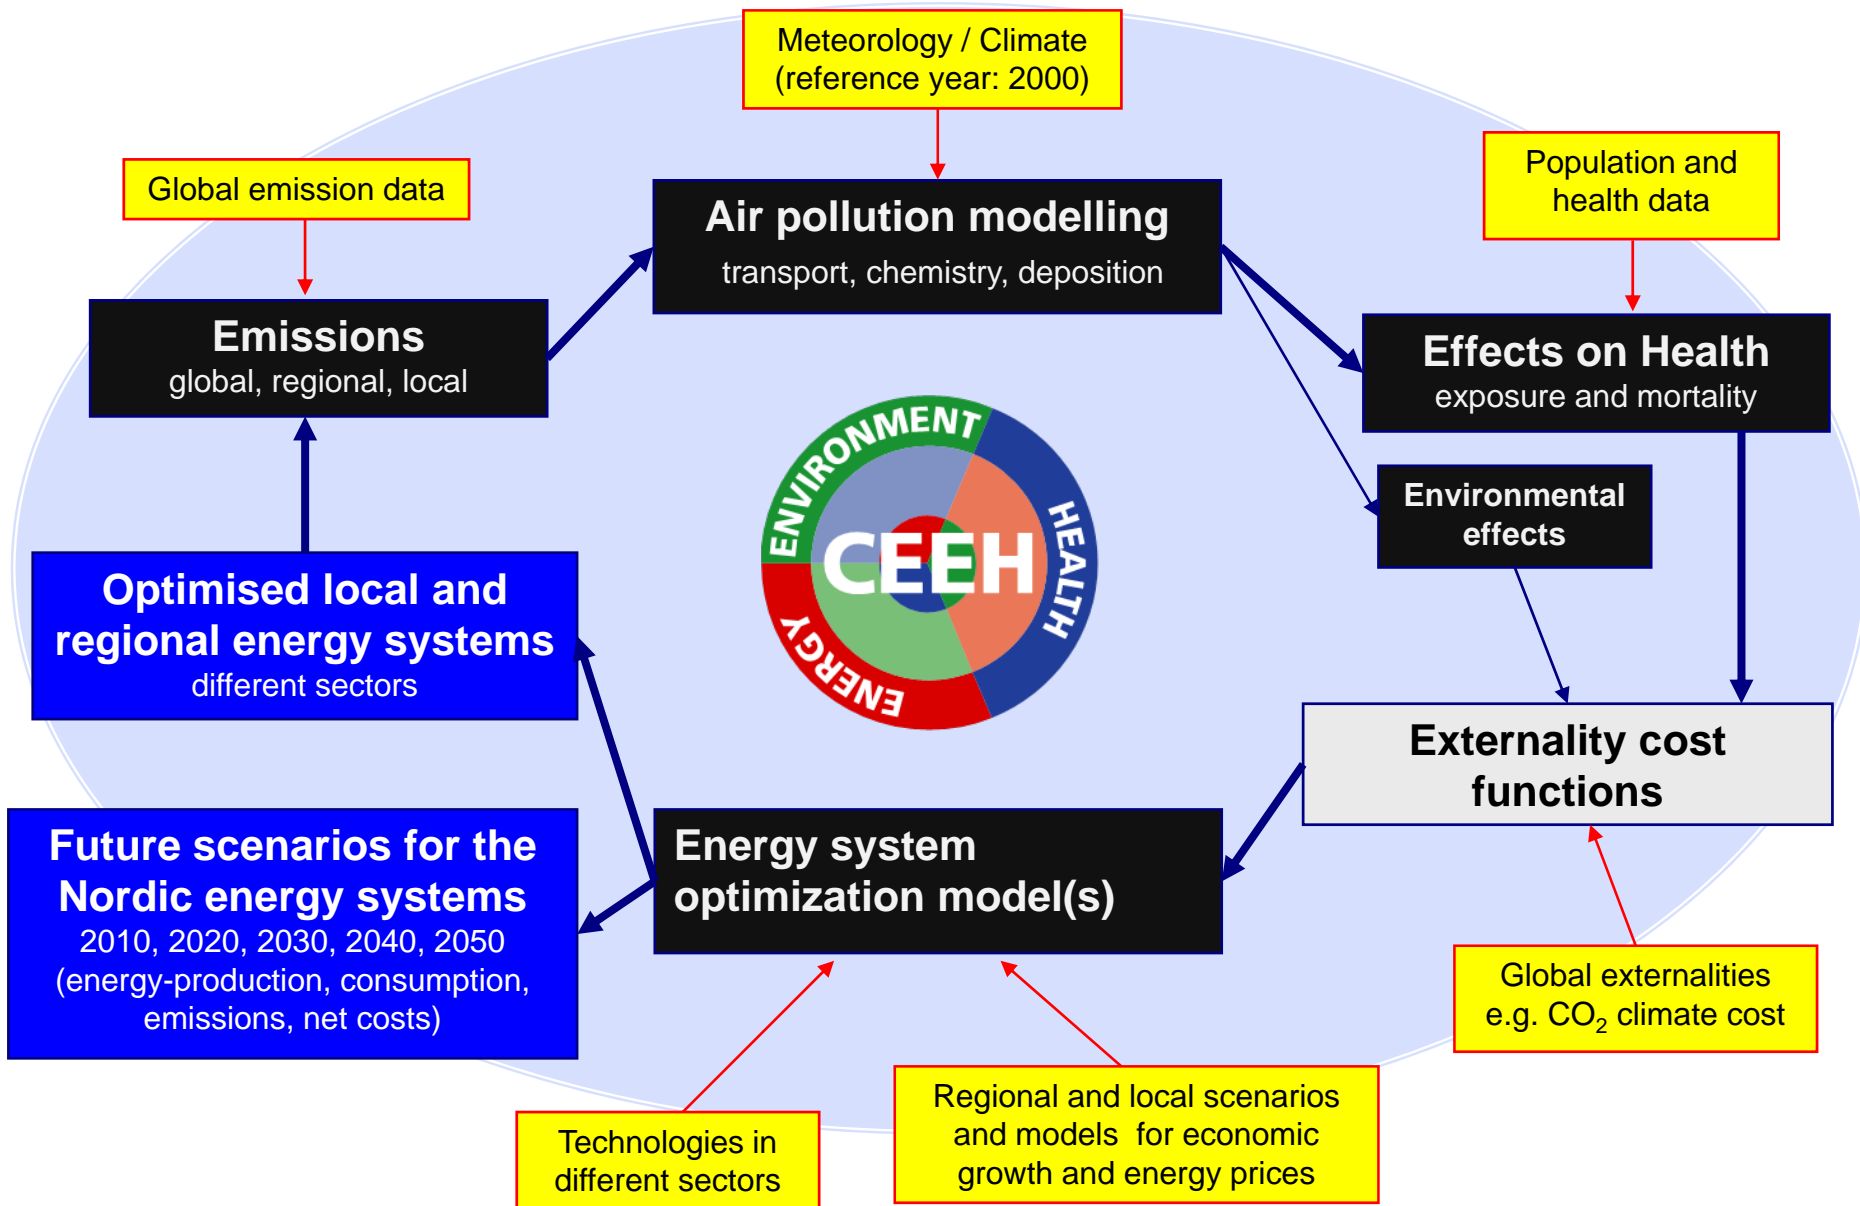 Meteorology / Climate
(reference year: 2000)
Global emission data
Population and
health data
Air pollution modelling
transport, chemistry, deposition
Emissions
global, regional, local
Effects on Health
exposure and mortality
ENVIRONMENT
HEALTH
ENERGY
CEEH
Environmental
effects
Optimised local and
regional energy systems
different sectors
Externality cost
functions
Future scenarios for the
Nordic energy systems
2010, 2020, 2030, 2040, 2050
(energy-production, consumption,
emissions, net costs)
Energy system
optimization model(s)
Global externalities
e.g. CO₂ climate cost
Technologies in
different sectors
Regional and local scenarios
and models for economic
growth and energy prices